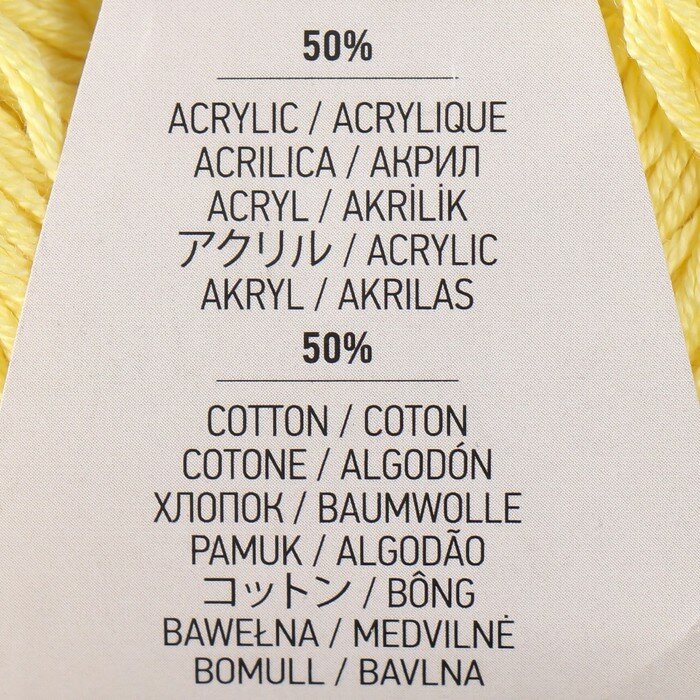 50%
ACRYLIC / ACRYLIQUE
ACRILICA / АКРИЛ
ACRYL / AKRİLİK
アクリル / ACRYLIC
AKRYL / AKRILAS
50%
COTTON / COTON
COTONE / ALGODÓN
ХЛОПОК / BAUMWOLLE
PAMUK / ALGODÃO
コットン / BÔNG
BAWEŁNA / MEDVILNĖ
BOMULL / BAVLNA